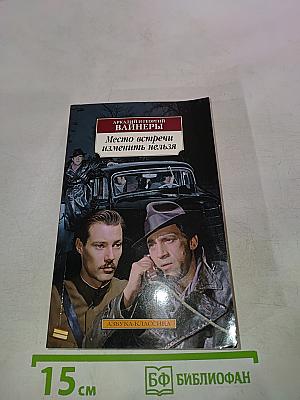 АРКАДИЙ И ГЕОРГИЙ
ВАЙНЕРЫ
Место встречи
изменить нельзя
АЗБУКА-КЛАССИКА
15 см
БФ БИБЛИОФАН